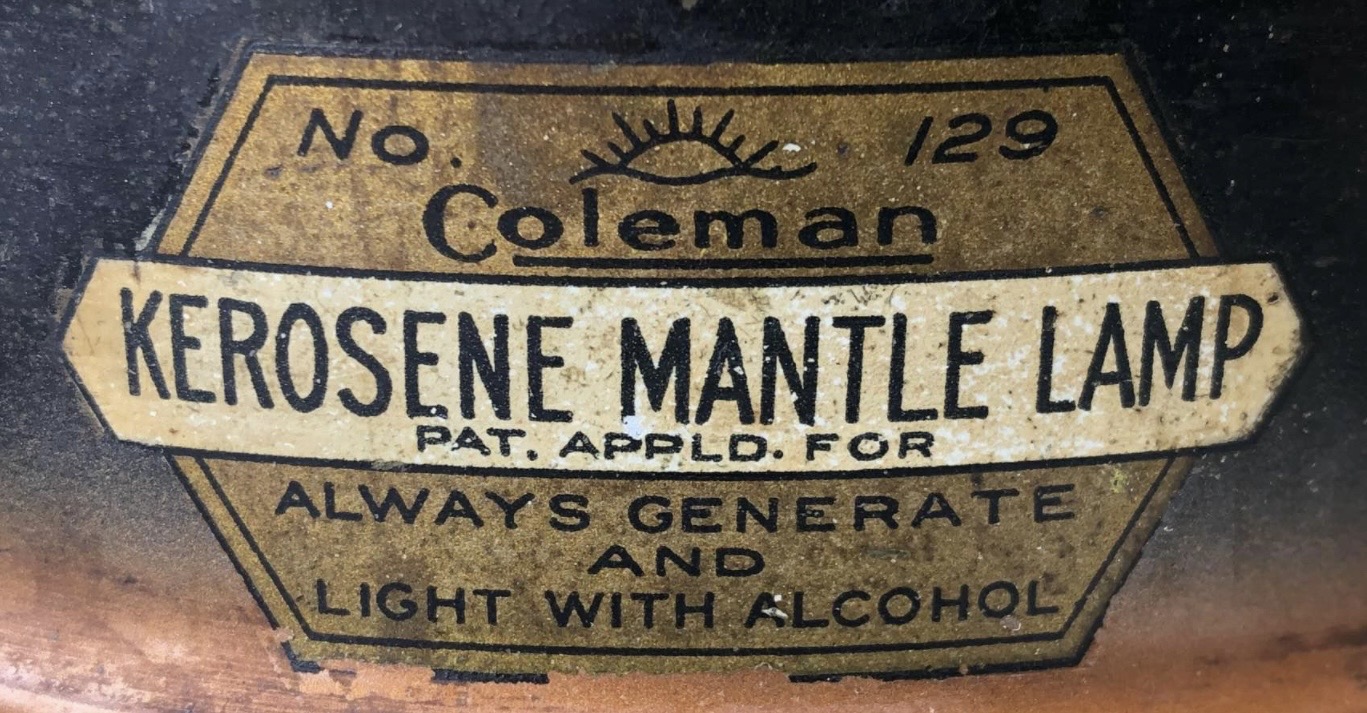 No. 129
Coleman
KEROSENE MANTLE LAMP
PAT. APPLD. FOR
ALWAYS GENERATE
AND
LIGHT WITH ALCOHOL